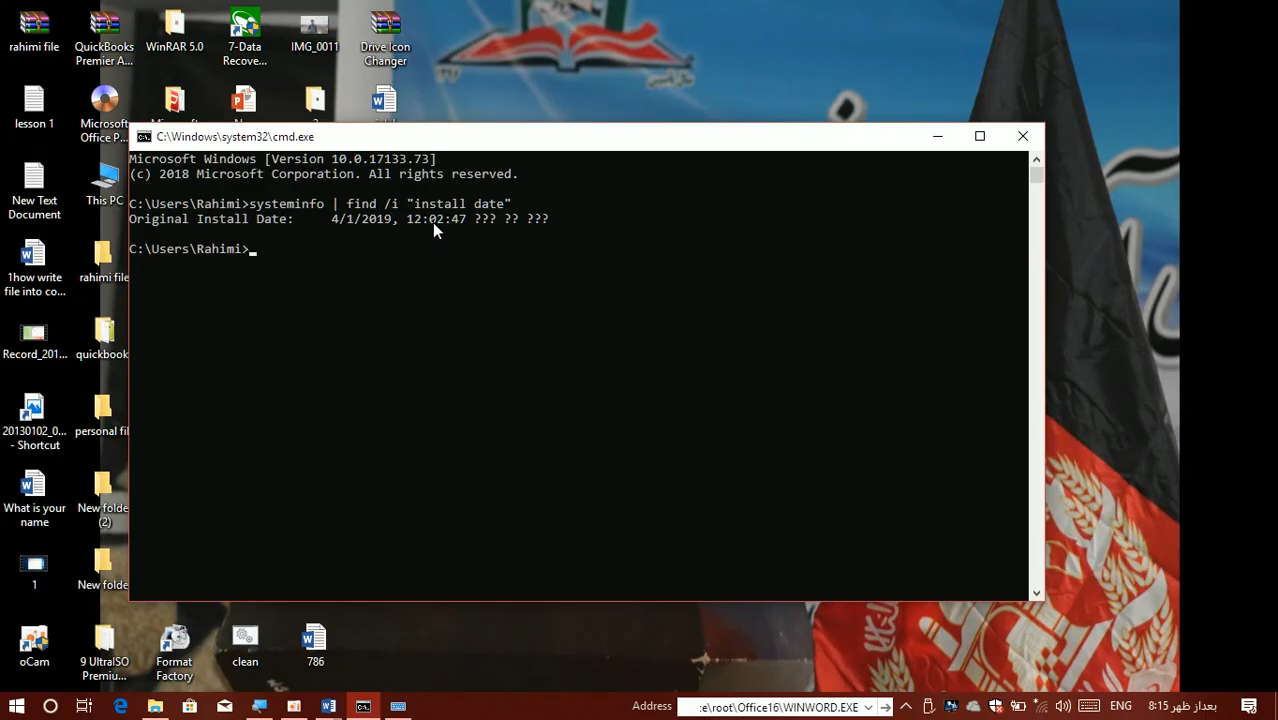 rahimi file
QuickBooks
Premier A...
WinRAR 5.0
7-Data
Recove...
IMG_0011
Drive Icon
Changer
lesson 1
Microsoft
Office P...
C:\Windows\system32\cmd.exe
Microsoft Windows [Version 10.0.17133.73]
(c) 2018 Microsoft Corporation. All rights reserved.
C:\Users\Rahimi>systeminfo | find /i "install date"
Original Install Date:     4/1/2019, 12:02:47 ??? ?? ???
C:\Users\Rahimi>
New Text
Document
This PC
1how write
file into co...
rahimi file
Record_201...
quickbook
20130102_0...
- Shortcut
personal fil
What is your
name
New folde
(2)
1
New folde
oCam
9 UltraISO
Premiu...
Format
Factory
clean
786
Address
:e\root\Office16\WINWORD.EXE
ENG
8:15 بعداز ظهر